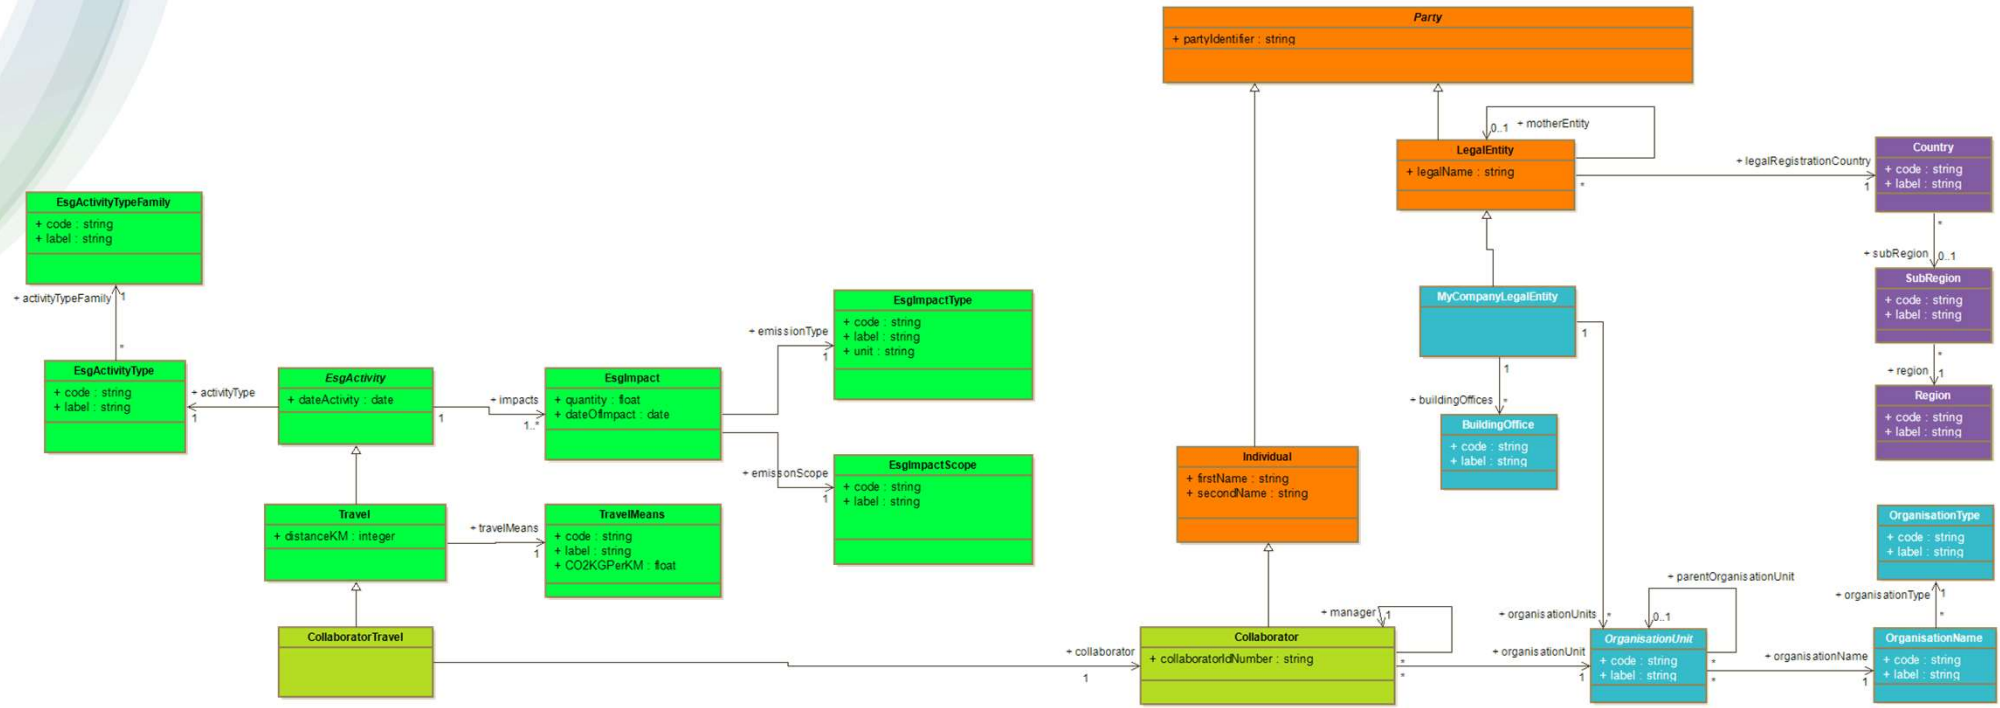 Party
+ partyIdentifier : string
+ motherEntity
0..1
LegalEntity
+ legalName : string
*
+ legalRegistrationCountry
1
Country
+ code : string
+ label : string
*
+ subRegion
0..1
SubRegion
+ code : string
+ label : string
*
+ region
1
Region
+ code : string
+ label : string
EsgActivityTypeFamily
+ code : string
+ label : string
+ activityTypeFamily
1
*
EsgActivityType
+ code : string
+ label : string
+ activityType
1
EsgActivity
+ dateActivity : date
1
+ impacts
1..*
EsgImpact
+ quantity : float
+ dateOfImpact : date
+ emissionType
1
EsgImpactType
+ code : string
+ label : string
+ unit : string
+ emissonScope
1
EsgImpactScope
+ code : string
+ label : string
MyCompanyLegalEntity
1
1
+ buildingOffices
*
BuildingOffice
+ code : string
+ label : string
Individual
+ firstName : string
+ secondName : string
Travel
+ distanceKM : integer
+ travelMeans
1
TravelMeans
+ code : string
+ label : string
+ CO2KGPerKM : float
OrganisationType
+ code : string
+ label : string
+ organisationType
1
*
CollaboratorTravel
+ collaborator
1
+ manager
1
Collaborator
+ collaboratorIdNumber : string
*
*
+ organisationUnits
*
+ organisationUnit
1
+ parentOrganisationUnit
0..1
OrganisationUnit
+ code : string
+ label : string
*
*
+ organisationName
1
OrganisationName
+ code : string
+ label : string